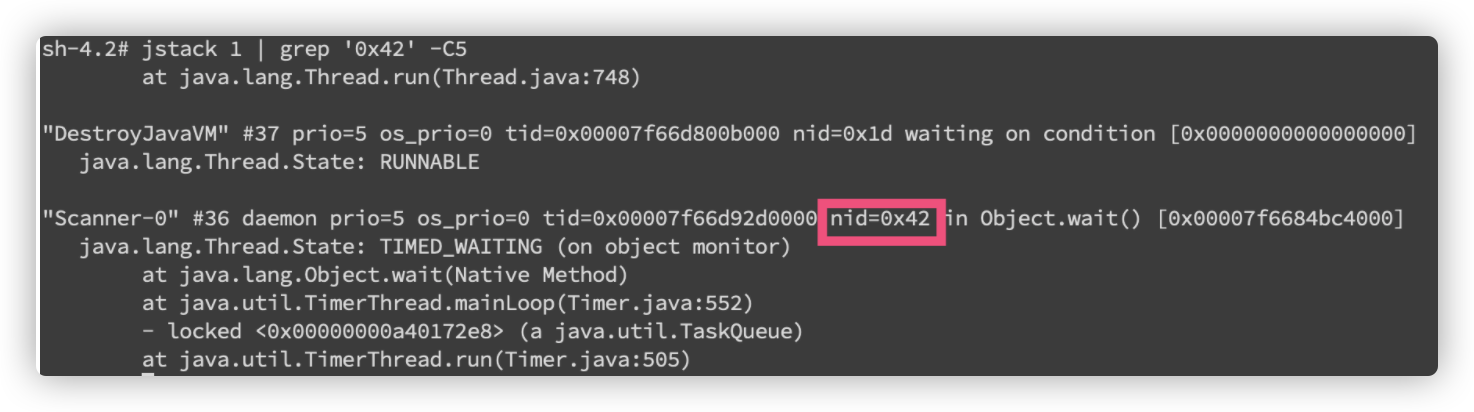 sh-4.2# jstack 1 | grep '0x42' -C5
        at java.lang.Thread.run(Thread.java:748)

"DestroyJavaVM" #37 prio=5 os_prio=0 tid=0x00007f66d800b000 nid=0x1d waiting on condition [0x0000000000000000]
   java.lang.Thread.State: RUNNABLE

"Scanner-0" #36 daemon prio=5 os_prio=0 tid=0x00007f66d92d0000 nid=0x42 in Object.wait() [0x00007f6684bc4000]
   java.lang.Thread.State: TIMED_WAITING (on object monitor)
        at java.lang.Object.wait(Native Method)
        at java.util.TimerThread.mainLoop(Timer.java:552)
        - locked <0x00000000a40172e8> (a java.util.TaskQueue)
        at java.util.TimerThread.run(Timer.java:505)